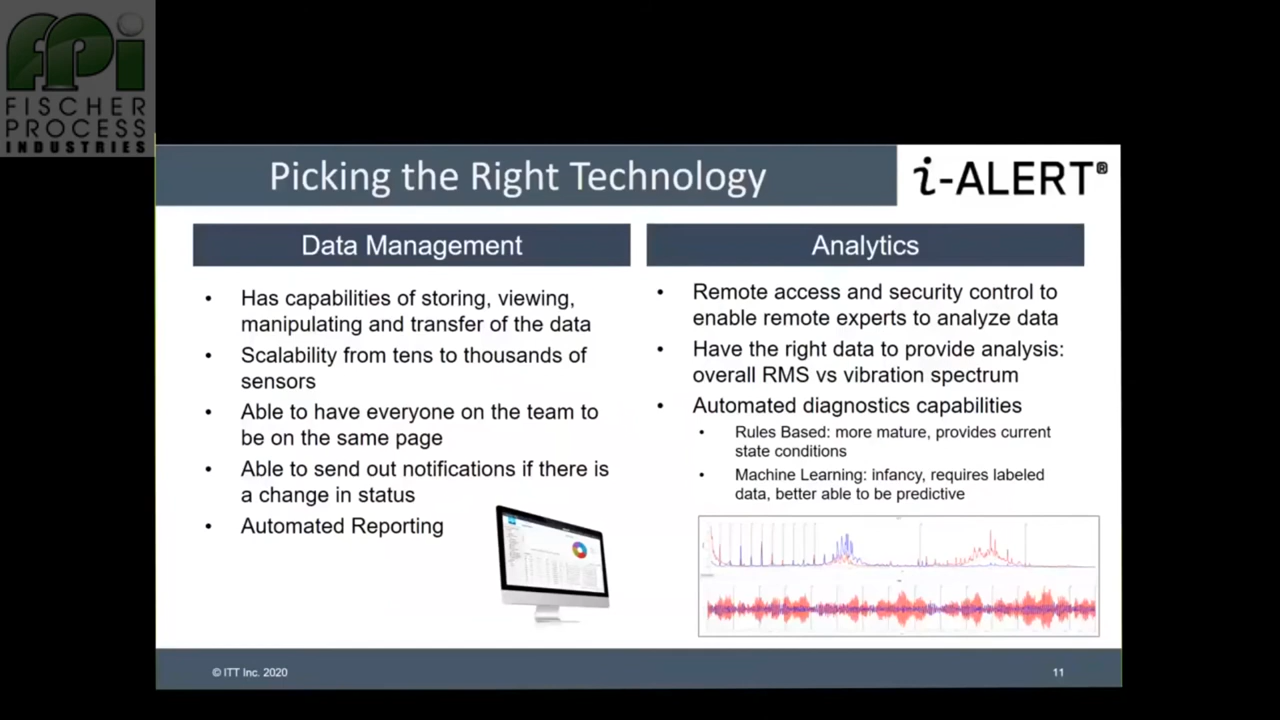 fpi
FISCHER
PROCESS
INDUSTRIES
Picking the Right Technology
i-ALERT®
Data Management
• Has capabilities of storing, viewing,
manipulating and transfer of the data
• Scalability from tens to thousands of
sensors
• Able to have everyone on the team to
be on the same page
• Able to send out notifications if there is
a change in status
• Automated Reporting
Analytics
• Remote access and security control to
enable remote experts to analyze data
• Have the right data to provide analysis:
overall RMS vs vibration spectrum
• Automated diagnostics capabilities
• Rules Based: more mature, provides current
state conditions
• Machine Learning: infancy, requires labeled
data, better able to be predictive
© ITT Inc. 2020
11